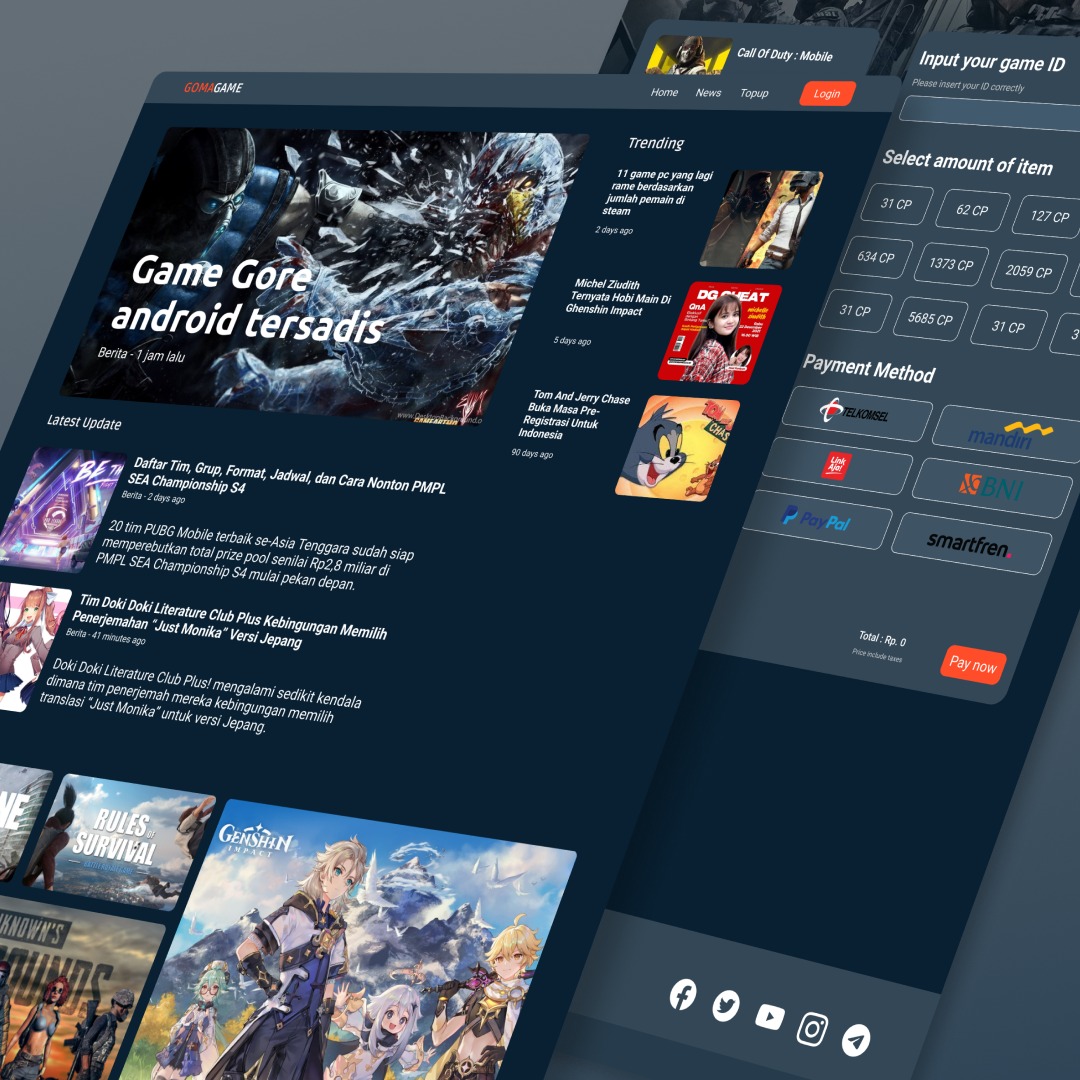 GOMAGAME
Home
News
Topup
Login
Game Gore
android tersadis
Berita - 1 jam lalu
Trending
11 game pc yang lagi
rame berdasarkan
jumlah pemain di
steam
2 days ago
Michel Ziudith
Ternyata Hobi Main Di
Ghenshin Impact
5 days ago
DG CHEAT
QnA
Tom And Jerry Chase
Buka Masa Pre-
Registrasi Untuk
Indonesia
90 days ago
Latest Update
Daftar Tim, Grup, Format, Jadwal, dan Cara Nonton PMPL
SEA Championship S4
Berita - 2 days ago
20 tim PUBG Mobile terbaik se-Asia Tenggara sudah siap
memperebutkan total prize pool senilai Rp2,8 miliar di
PMPL SEA Championship S4 mulai pekan depan.
Tim Doki Doki Literature Club Plus Kebingungan Memilih
Penerjemahan “Just Monika” Versi Jepang
Berita - 41 minutes ago
Doki Doki Literature Club Plus! mengalami sedikit kendala
dimana tim penerjemah mereka kebingungan memilih
translasi “Just Monika” untuk versi Jepang.
RULES OF
SURVIVAL
GENSHIN
IMPACT
Call Of Duty : Mobile
Input your game ID
Please insert your ID correctly
Select amount of item
31 CP
62 CP
127 CP
634 CP
1373 CP
2059 CP
31 CP
5685 CP
31 CP
3
Payment Method
TELKOMSEL
mandiri
Link
Aja!
BNI
PayPal
smartfren.
Total : Rp. 0
Price include taxes
Pay now